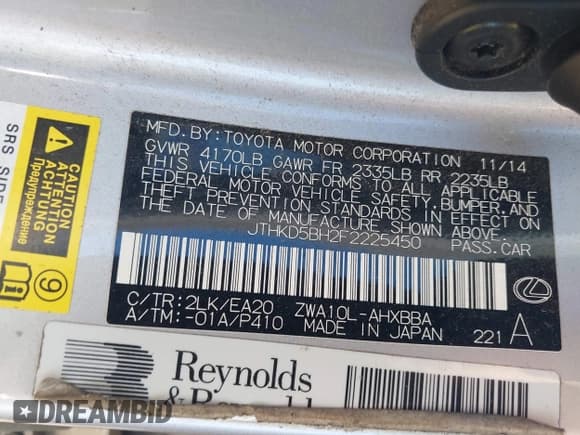 MFD. BY: TOYOTA MOTOR CORPORATION 11/14
GVWR 4170LB GAWR FR 2335LB RR 2235LB
THIS VEHICLE CONFORMS TO ALL APPLICABLE
FEDERAL MOTOR VEHICLE SAFETY, BUMPER, AND
THEFT PREVENTION STANDARDS IN EFFECT ON
THE DATE OF MANUFACTURE SHOWN ABOVE.
JTHKD5BH2F2225450 PASS. CAR
C/TR: 2LK/EA20 ZWA10L-AHXBBA
A/TM: -01A/P410 MADE IN JAPAN 221 A
SRS SIDE
CAUTION
ATTENTION
Предупреждение
9
Reynolds
& Reynolds
DREAMBID